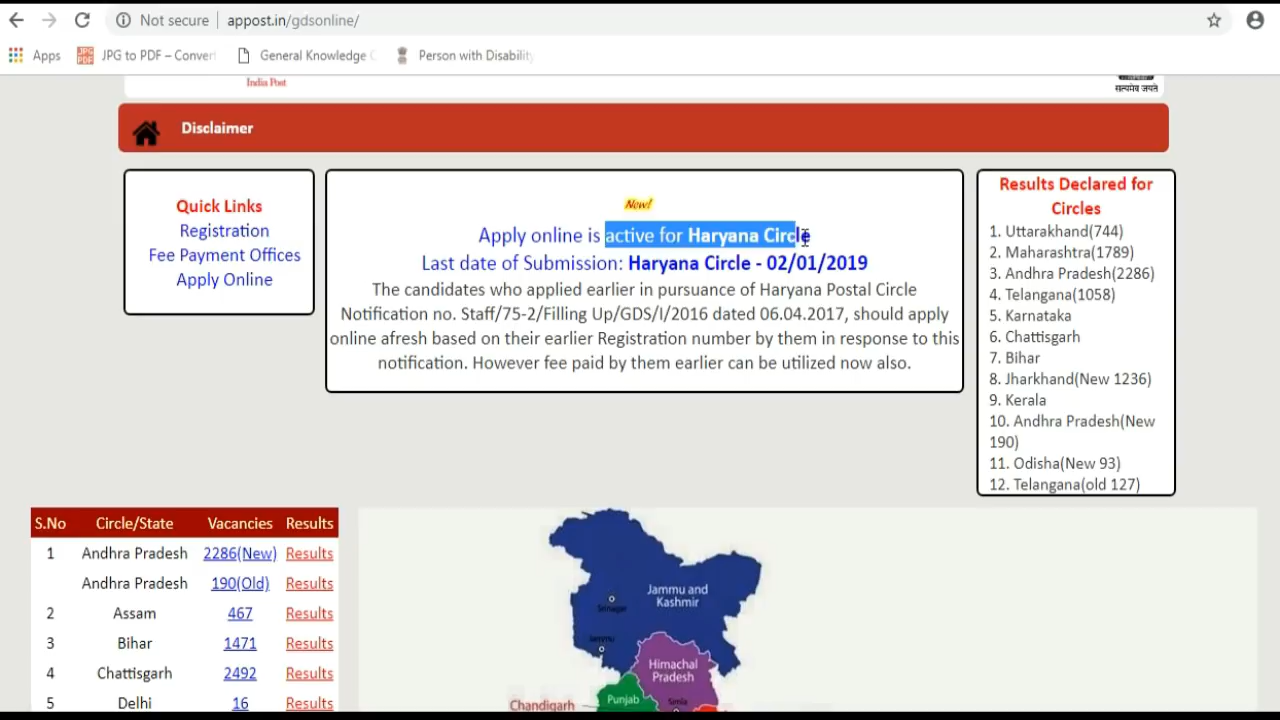 Not secure
appost.in/gdsonline/
Apps
JPG to PDF – Conver
General Knowledge
Person with Disability
India Post
सत्यमेव जयते
Disclaimer
Quick Links
Registration
Fee Payment Offices
Apply Online
New!
Apply online is active for Haryana Circle
Last date of Submission: Haryana Circle - 02/01/2019
The candidates who applied earlier in pursuance of Haryana Postal Circle
Notification no. Staff/75-2/Filling Up/GDS/I/2016 dated 06.04.2017, should apply
online afresh based on their earlier Registration number by them in response to this
notification. However fee paid by them earlier can be utilized now also.
Results Declared for
Circles
1. Uttarakhand(744)
2. Maharashtra(1789)
3. Andhra Pradesh(2286)
4. Telangana(1058)
5. Karnataka
6. Chattisgarh
7. Bihar
8. Jharkhand(New 1236)
9. Kerala
10. Andhra Pradesh(New
190)
11. Odisha(New 93)
12. Telangana(old 127)
S.No Circle/State Vacancies Results
1 Andhra Pradesh 2286(New) Results
Andhra Pradesh 190(Old) Results
2 Assam 467 Results
3 Bihar 1471 Results
4 Chattisgarh 2492 Results
5 Delhi 16 Results
Jammu and
Kashmir
Srinagar
Jammu
Himachal
Pradesh
Simla
Punjab
Chandigarh